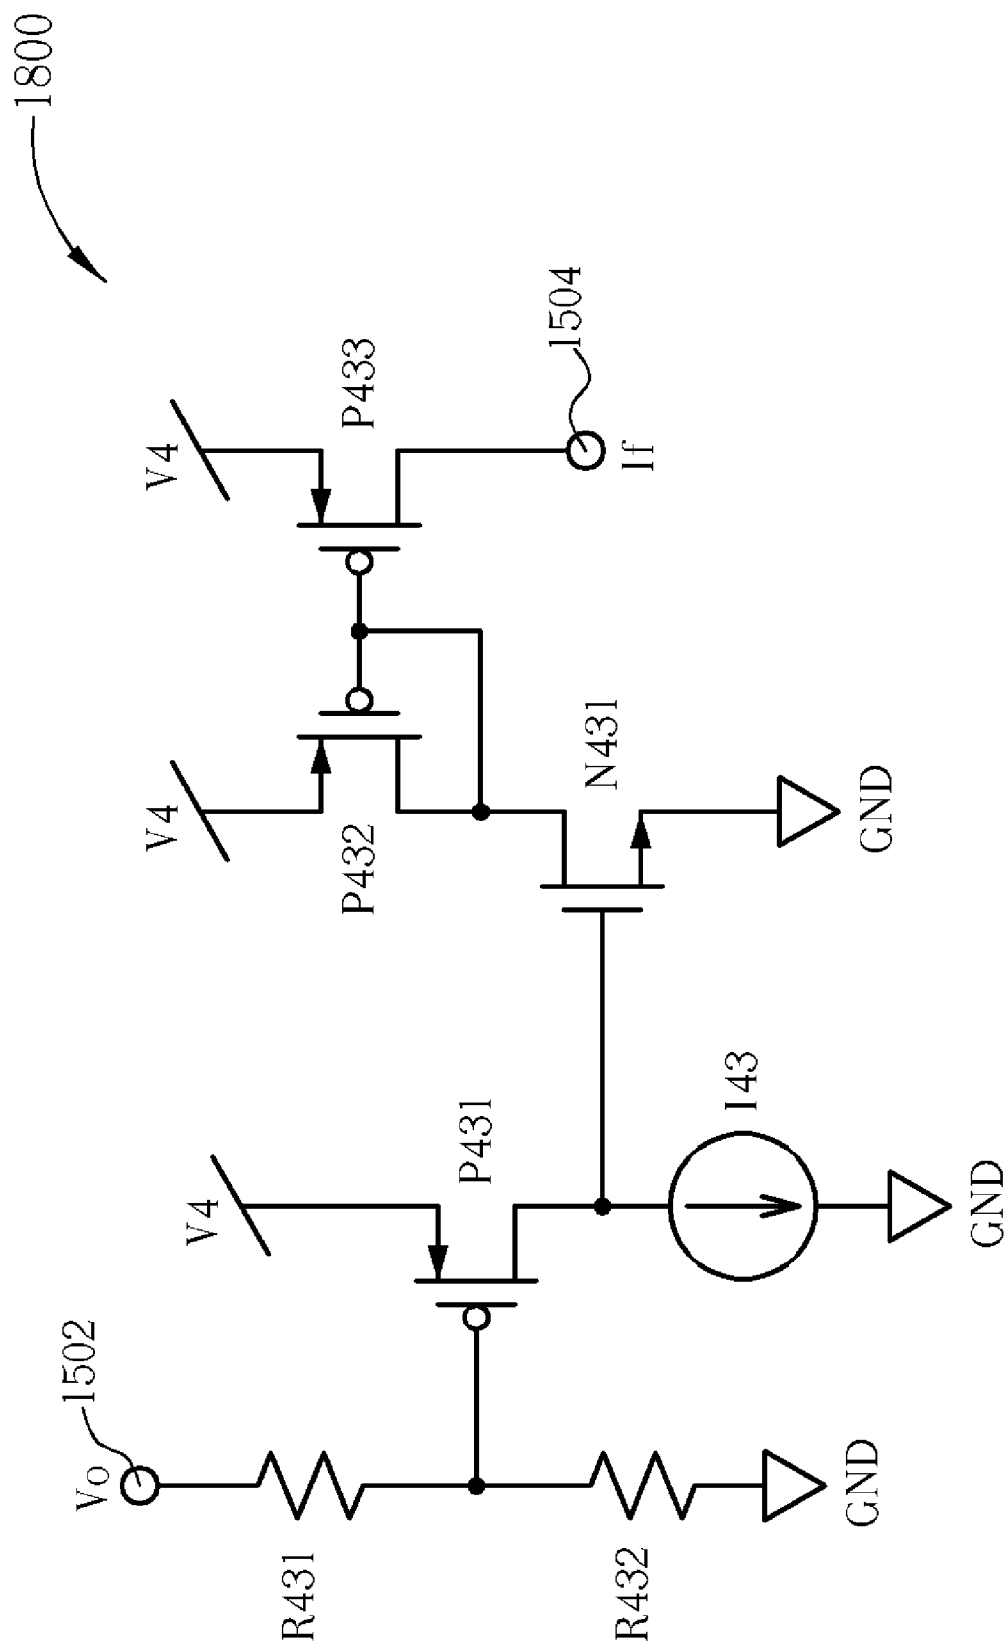 1800
Vo
1502
V4
V4
V4
R431
P432
P433
P431
1504
N431
R432
If
I43
GND
GND
GND